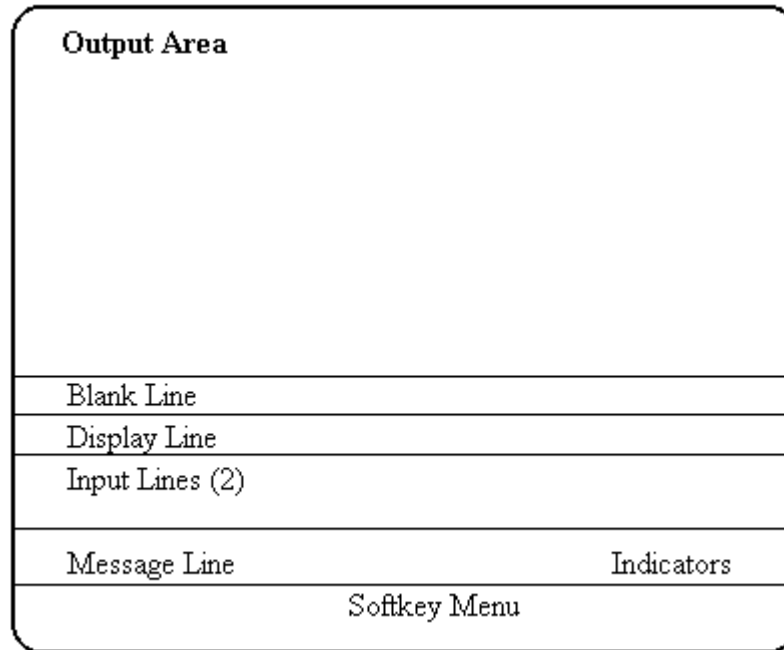 Output Area
Blank Line
Display Line
Input Lines (2)
Message Line Indicators
Softkey Menu